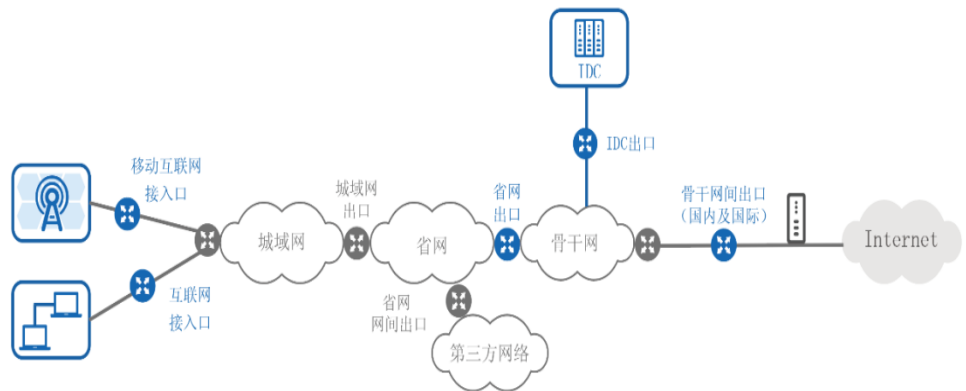 IDC
IDC出口
移动互联网
接入口
城域网
出口
省网
出口
骨干网间出口
（国内及国际）
城域网
省网
骨干网
Internet
互联网
接入口
省网
网间出口
第三方网络